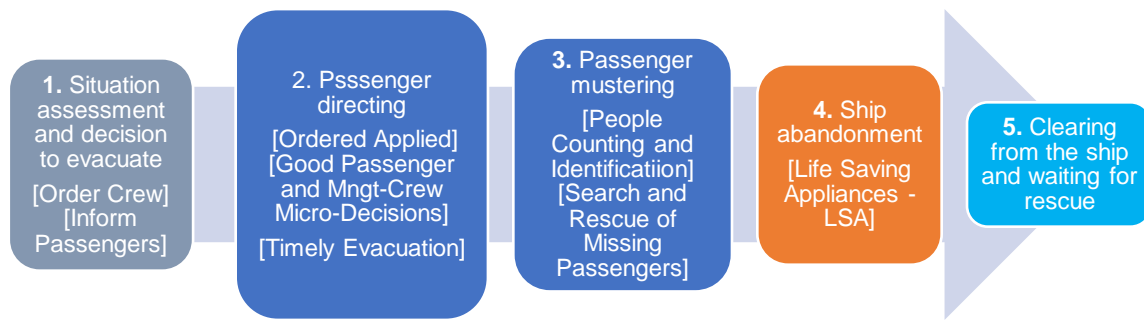 1. Situation
assessment
and decision
to evacuate
[Order Crew]
[Inform
Passengers]
2. Psssenger
directing
[Ordered Applied]
[Good Passenger
and Mngt-Crew
Micro-Decisions]
[Timely Evacuation]
3. Passenger
mustering
[People
Counting and
Identificatiion]
[Search and
Rescue of
Missing
Passengers]
4. Ship
abandonment
[Life Saving
Appliances -
LSA]
5. Clearing
from the ship
and waiting for
rescue